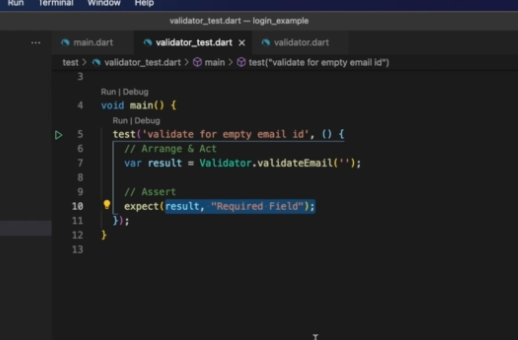 Run Terminal Window Help
validator_test.dart — login_example
... main.dart validator_test.dart × validator.dart
test > validator_test.dart > main > test("validate for empty email id")
3
Run | Debug
4 void main() {
Run | Debug
5 test('validate for empty email id', () {
6 // Arrange & Act
7 var result = Validator.validateEmail('');
8
9 // Assert
10 expect(result, "Required Field");
11 });
12 }
13